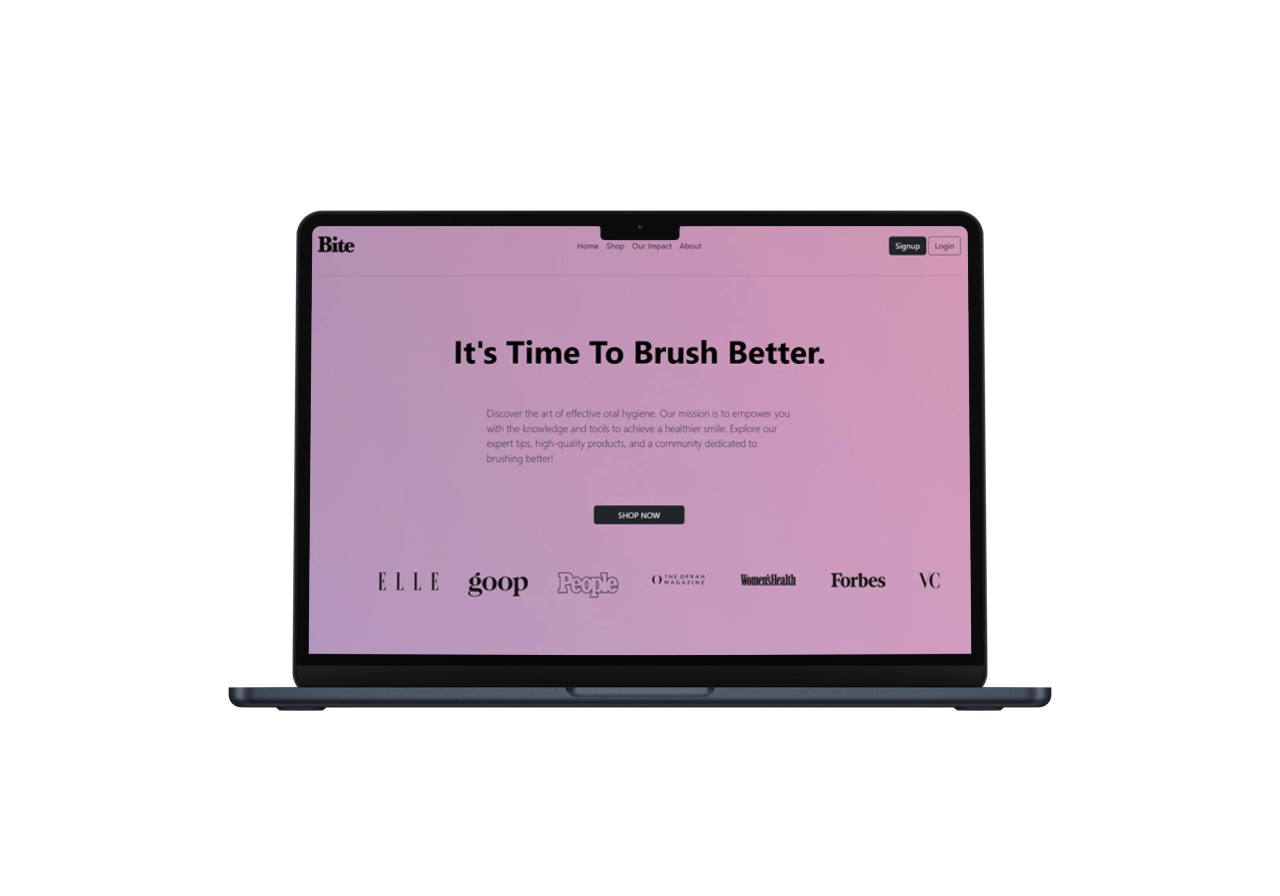 Bite
Home Shop Our Impact About
Signup Login
It's Time To Brush Better.
Discover the art of effective oral hygiene. Our mission is to empower you
with the knowledge and tools to achieve a healthier smile. Explore our
expert tips, high-quality products, and a community dedicated to
brushing better!
SHOP NOW
ELLE goop People O THE OPRAH Women'sHealth Forbes VC
MAGAZINE